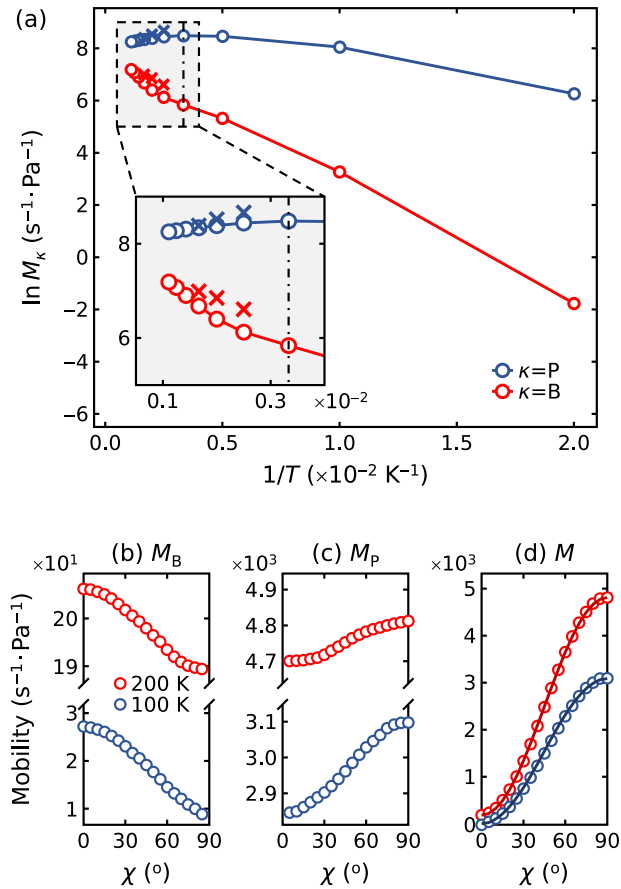 (a)
8
6
4
2
0
−2
−4
−6
ln M_κ (s⁻¹·Pa⁻¹)
8
6
0.1
0.3
×10⁻²
κ=P
κ=B
0.0
0.5
1.0
1.5
2.0
1/T (×10⁻² K⁻¹)
(b) M_B
(c) M_P
(d) M
×10¹
×10³
×10³
Mobility (s⁻¹·Pa⁻¹)
20
19
3
2
1
200 K
100 K
0 30 60 90
χ (°)
4.9
4.8
4.7
3.1
3.0
2.9
0 30 60 90
χ (°)
5
4
3
2
1
0
0 30 60 90
χ (°)